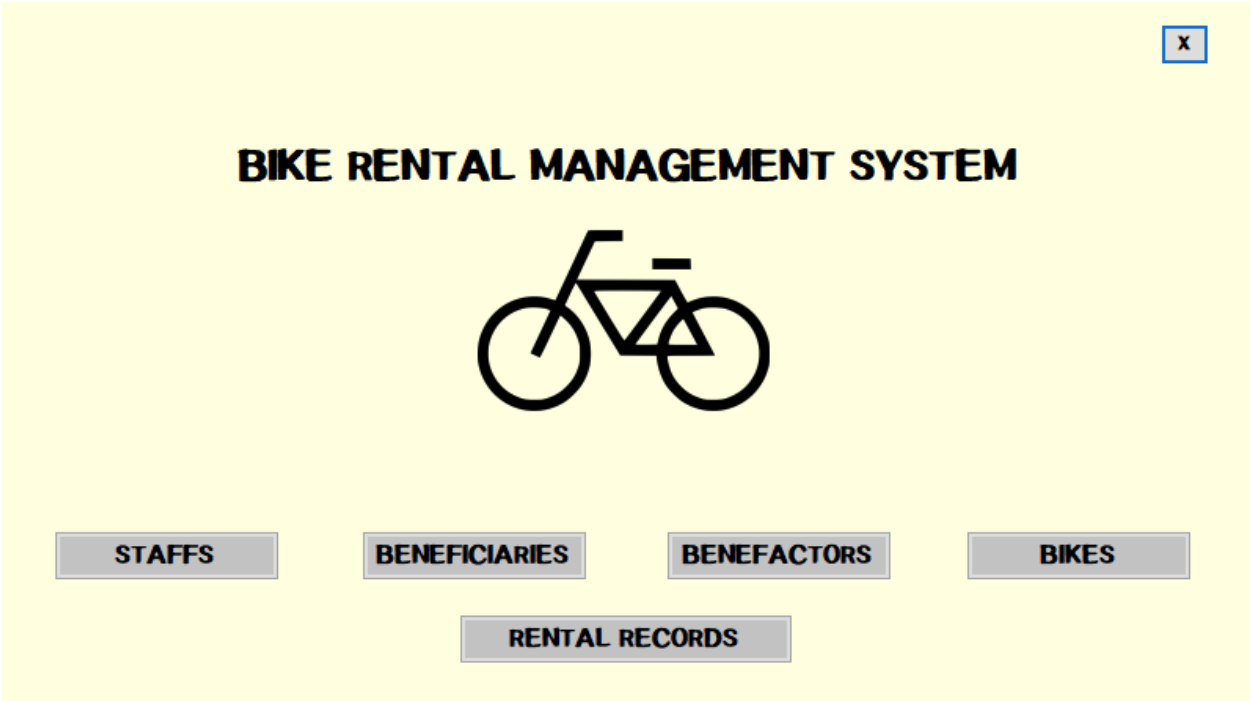 X
BIKE RENTAL MANAGEMENT SYSTEM
STAFFS
BENEFICIARIES
BENEFACTORS
BIKES
RENTAL RECORDS